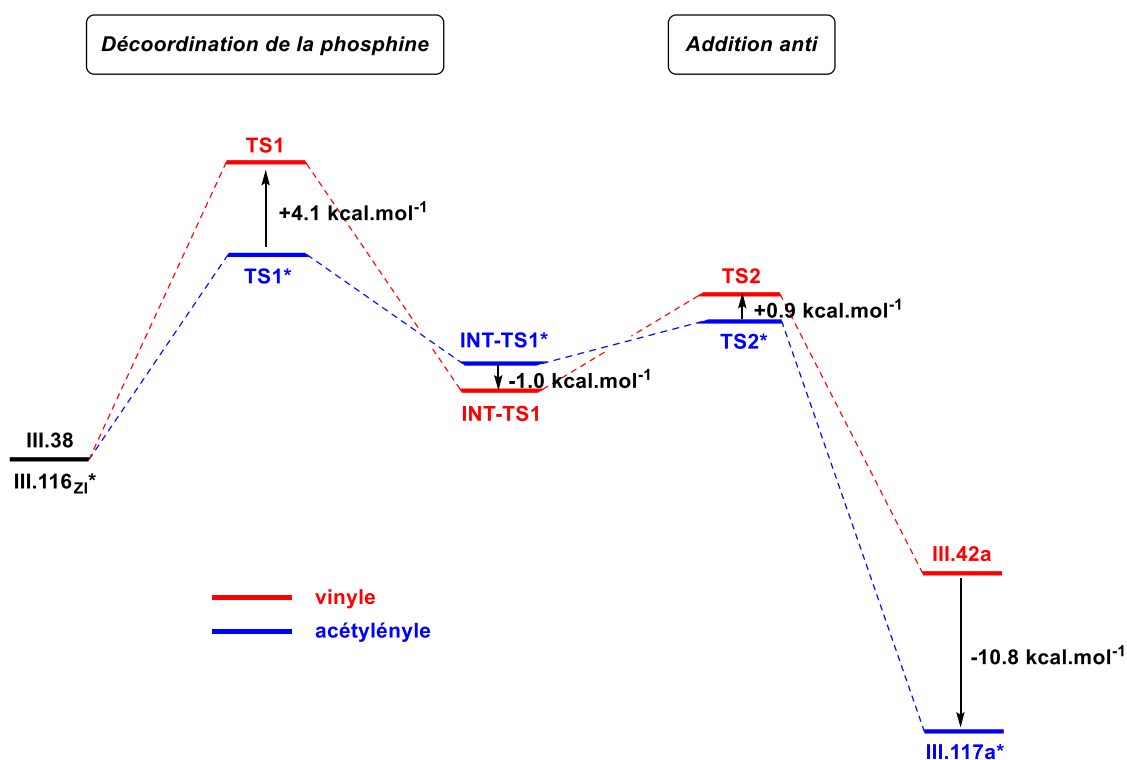 Décoordination de la phosphine
Addition anti
TS1
+4.1 kcal.mol-1
TS1*
TS2
+0.9 kcal.mol-1
TS2*
INT-TS1*
-1.0 kcal.mol-1
INT-TS1
III.38
III.116ZI*
III.42a
-10.8 kcal.mol-1
III.117a*
vinyle
acétylényle